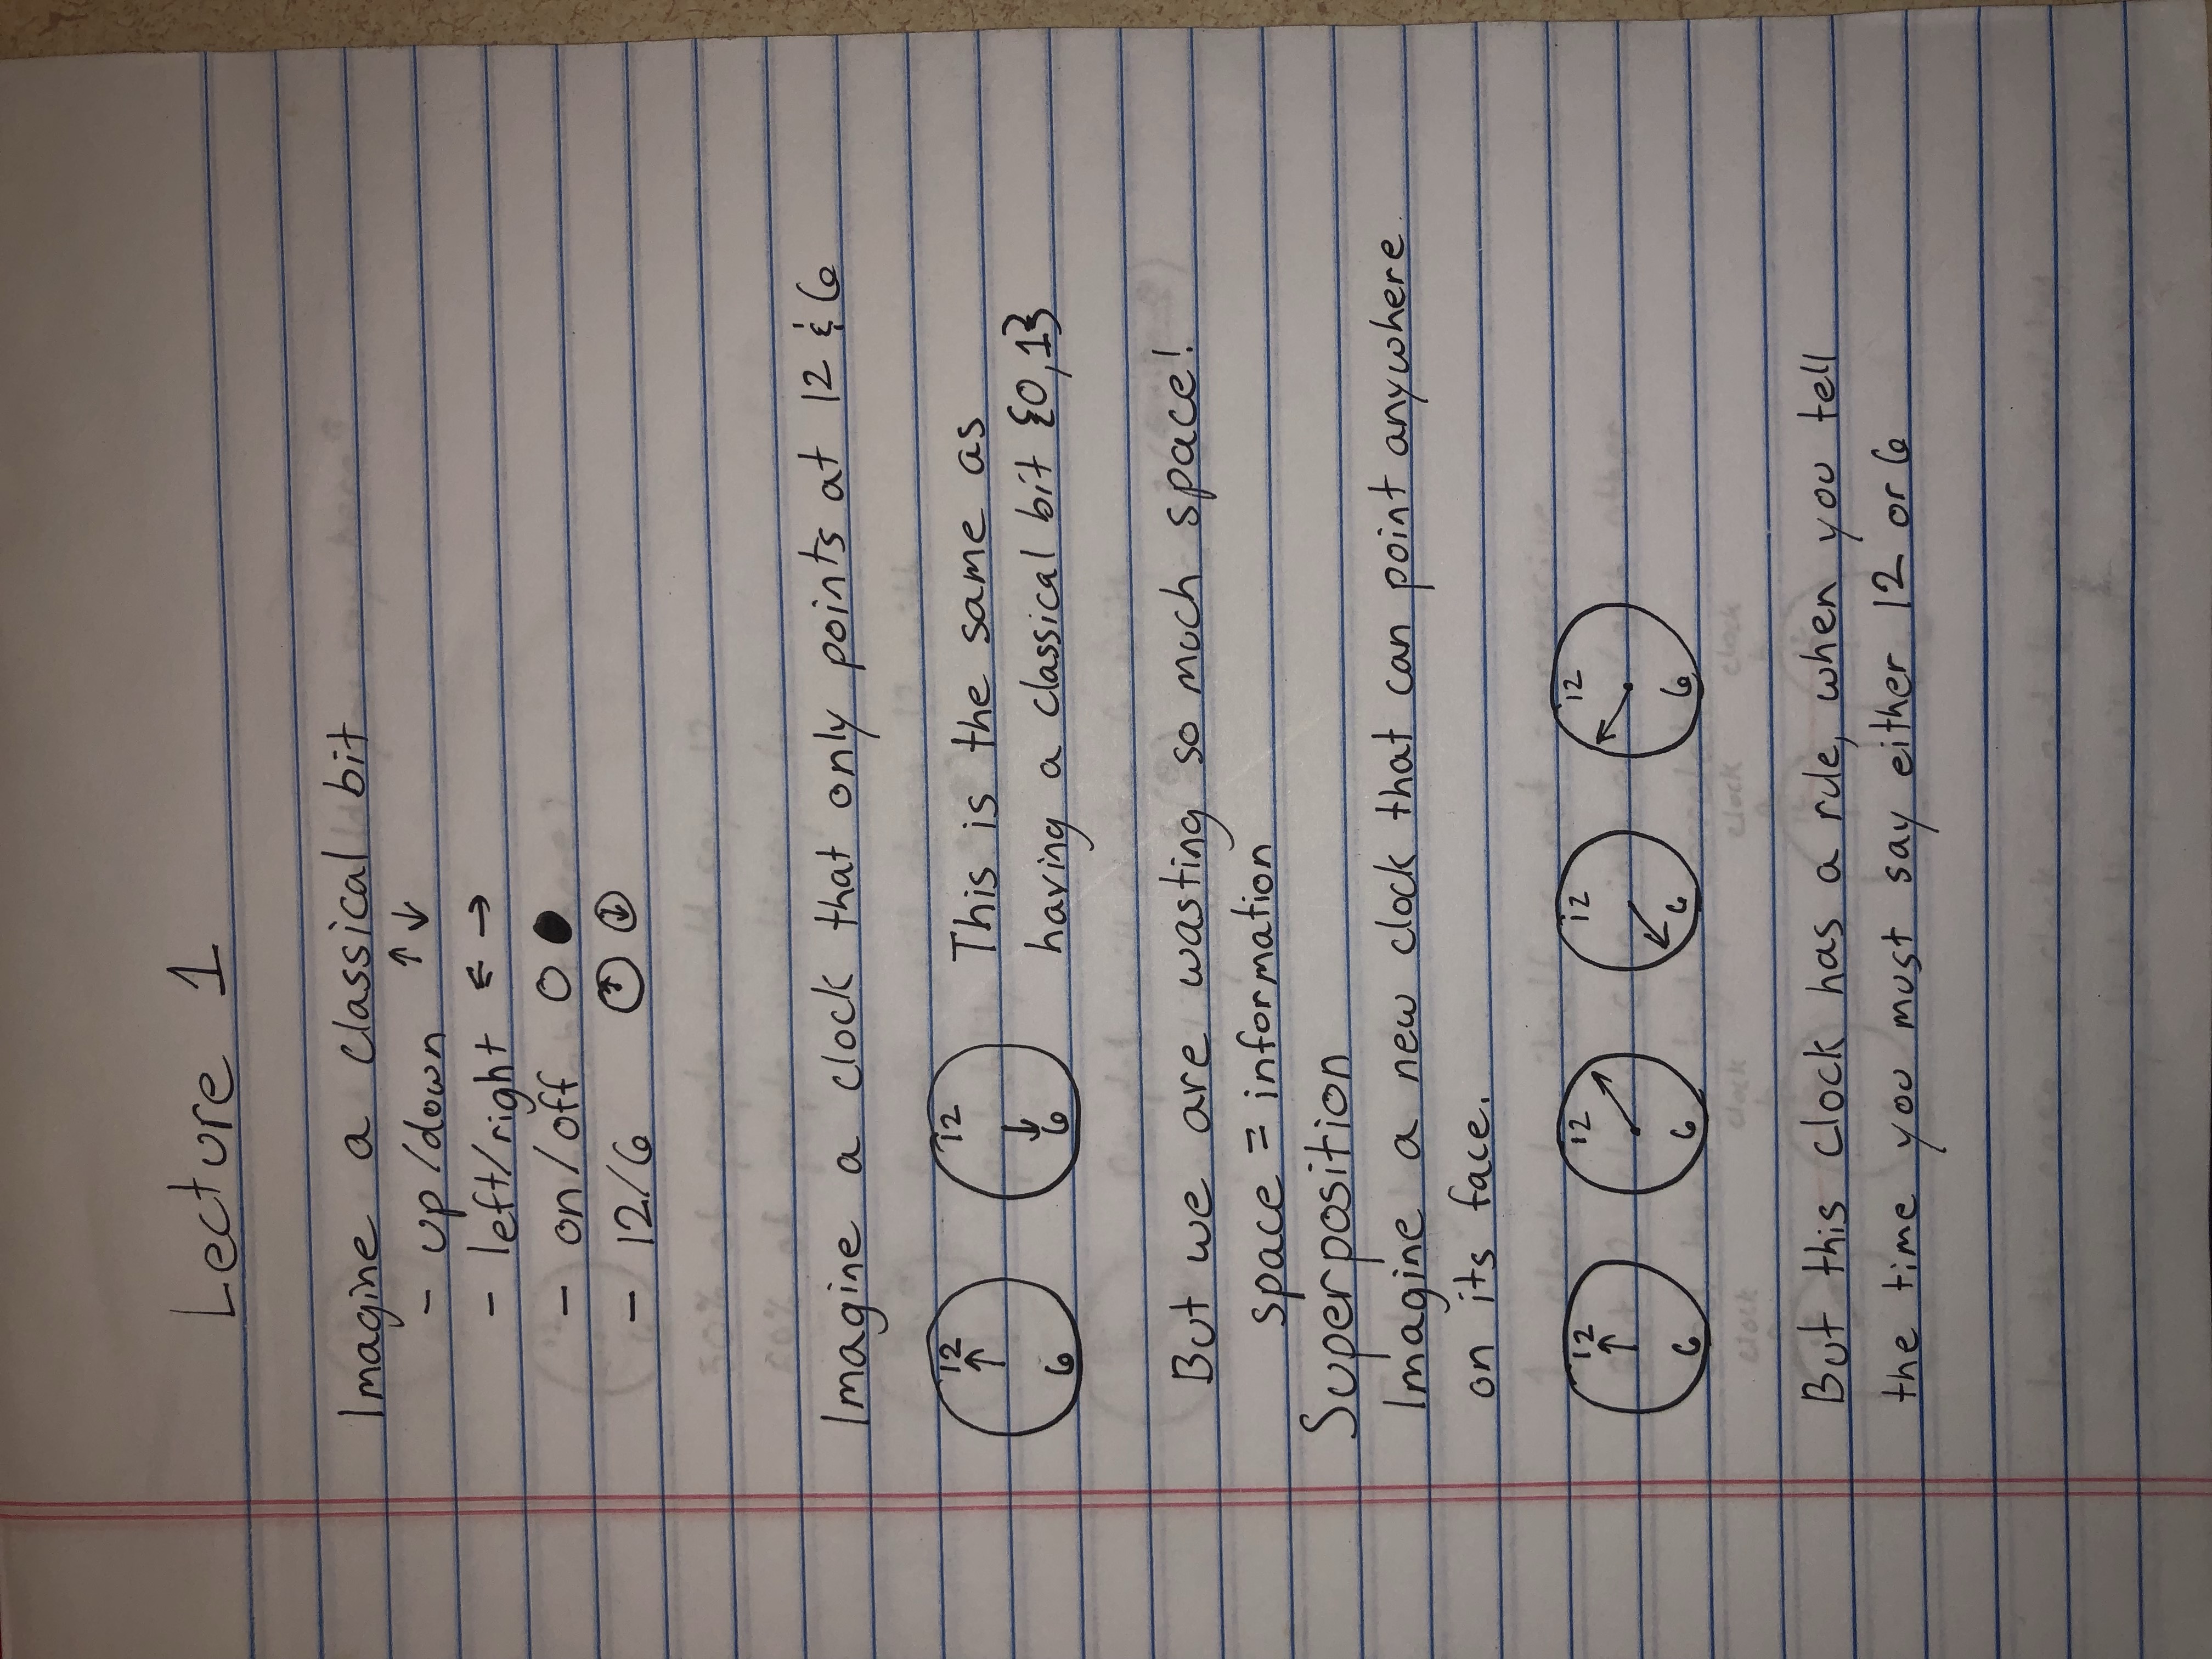 Lecture 1
Imagine a classical bit
- up/down ↑ ↓
- left/right ← →
- on/off ○ ●
- 12/6
Imagine a clock that only points at 12 & 6
12 12
6 6
This is the same as
having a classical bit {0,1}
But we are wasting so much space!
space = information
Superposition
Imagine a new clock that can point anywhere
on its face.
12 12 12 12
6 6 6 6
But this clock has a rule, when you tell
the time you must say either 12 or 6
clock clock clock clock